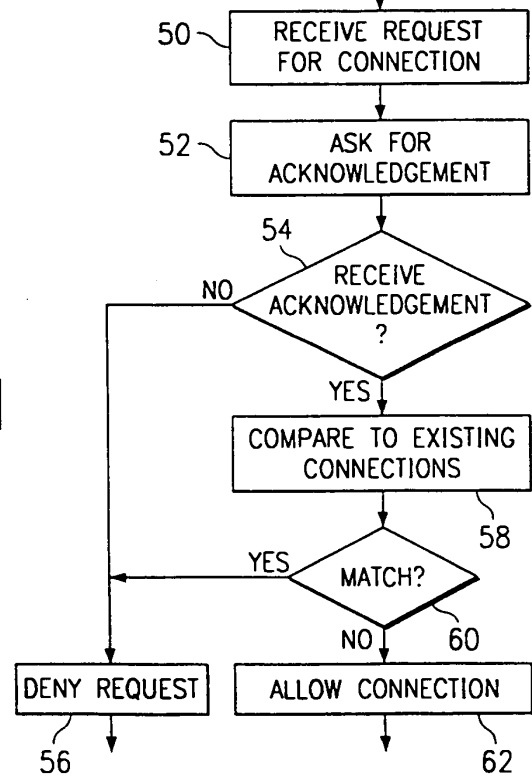 50
RECEIVE REQUEST
FOR CONNECTION
52
ASK FOR
ACKNOWLEDGEMENT
54
NO
RECEIVE
ACKNOWLEDGEMENT
?
YES
COMPARE TO EXISTING
CONNECTIONS
58
YES
MATCH?
NO
60
DENY REQUEST
ALLOW CONNECTION
56
62